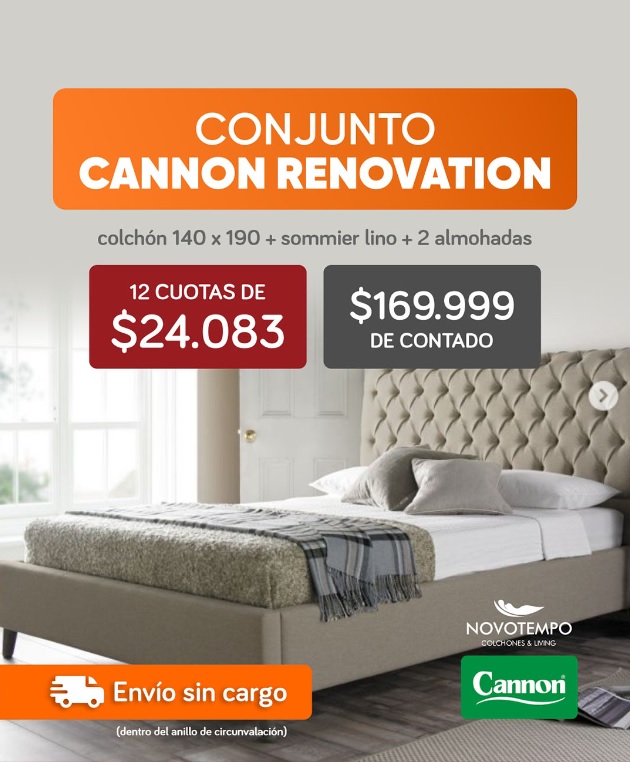 CONJUNTO
CANNON RENOVATION
colchón 140 x 190 + sommier lino + 2 almohadas
12 CUOTAS DE
$24.083
$169.999
DE CONTADO
NOVOTEMPO
COLCHONES & LIVING
Cannon
Envío sin cargo
(dentro del anillo de circunvalación)